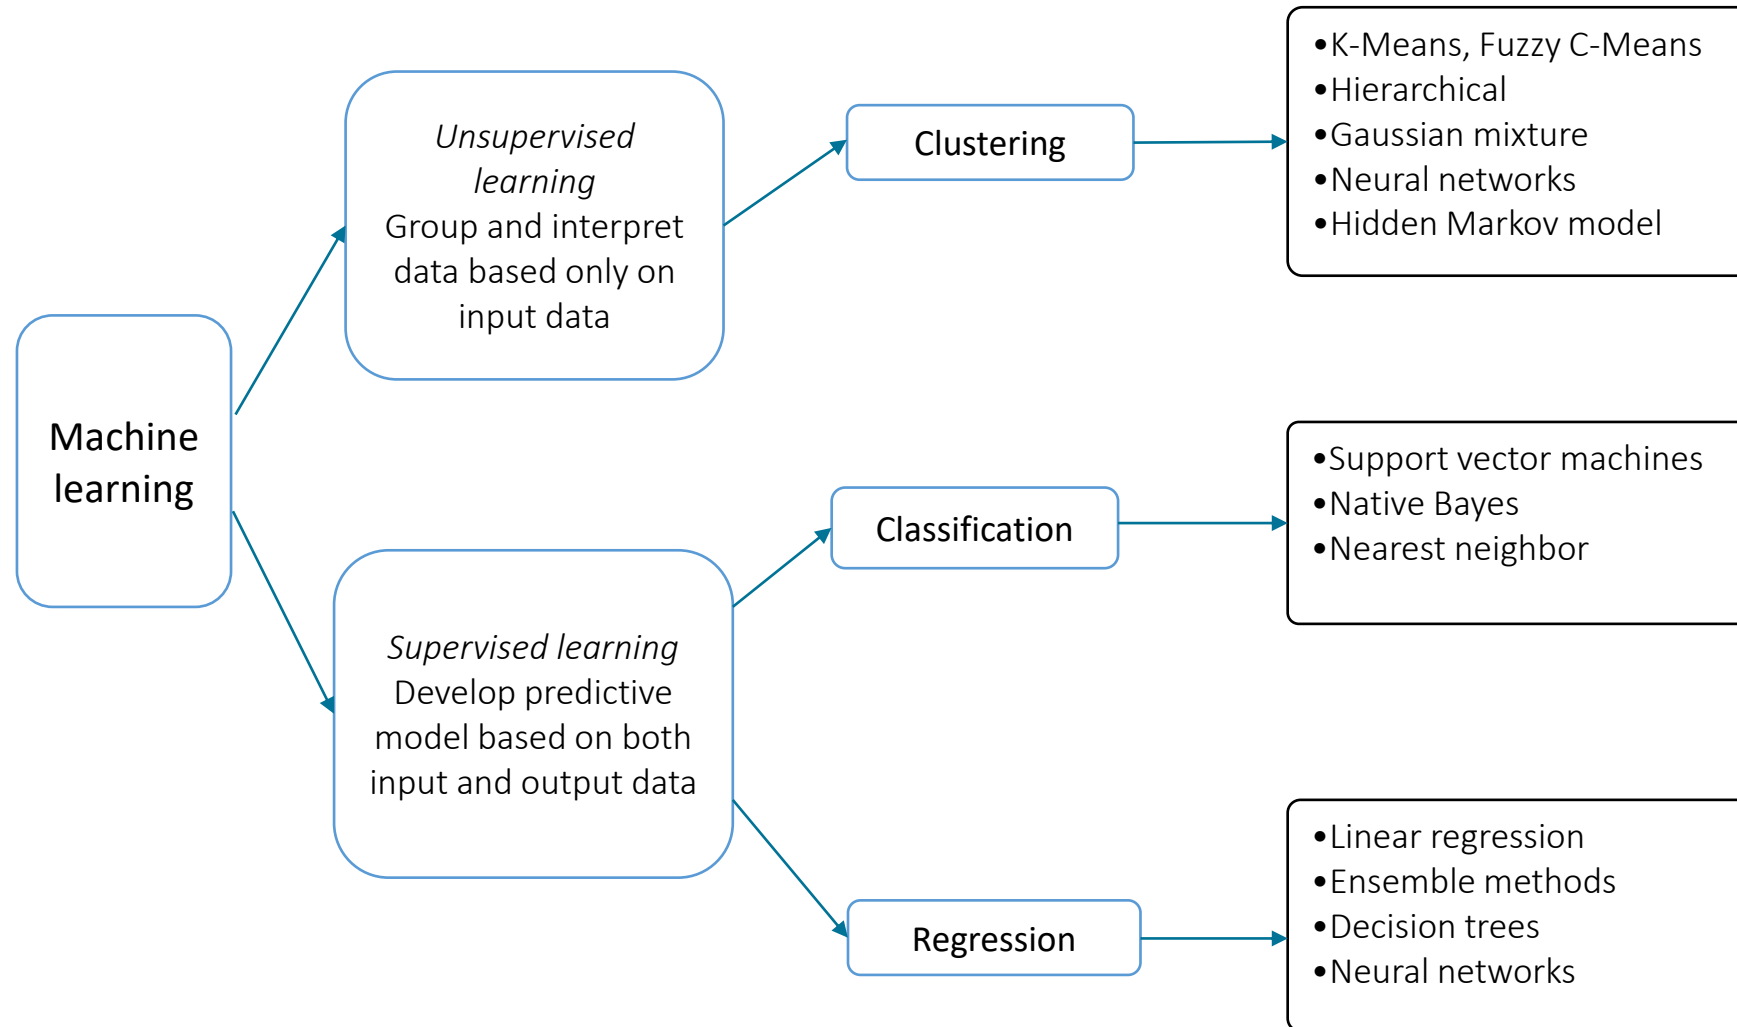 Machine
learning
Unsupervised
learning
Group and interpret
data based only on
input data
Clustering
•K-Means, Fuzzy C-Means
•Hierarchical
•Gaussian mixture
•Neural networks
•Hidden Markov model
Supervised learning
Develop predictive
model based on both
input and output data
Classification
•Support vector machines
•Native Bayes
•Nearest neighbor
Regression
•Linear regression
•Ensemble methods
•Decision trees
•Neural networks